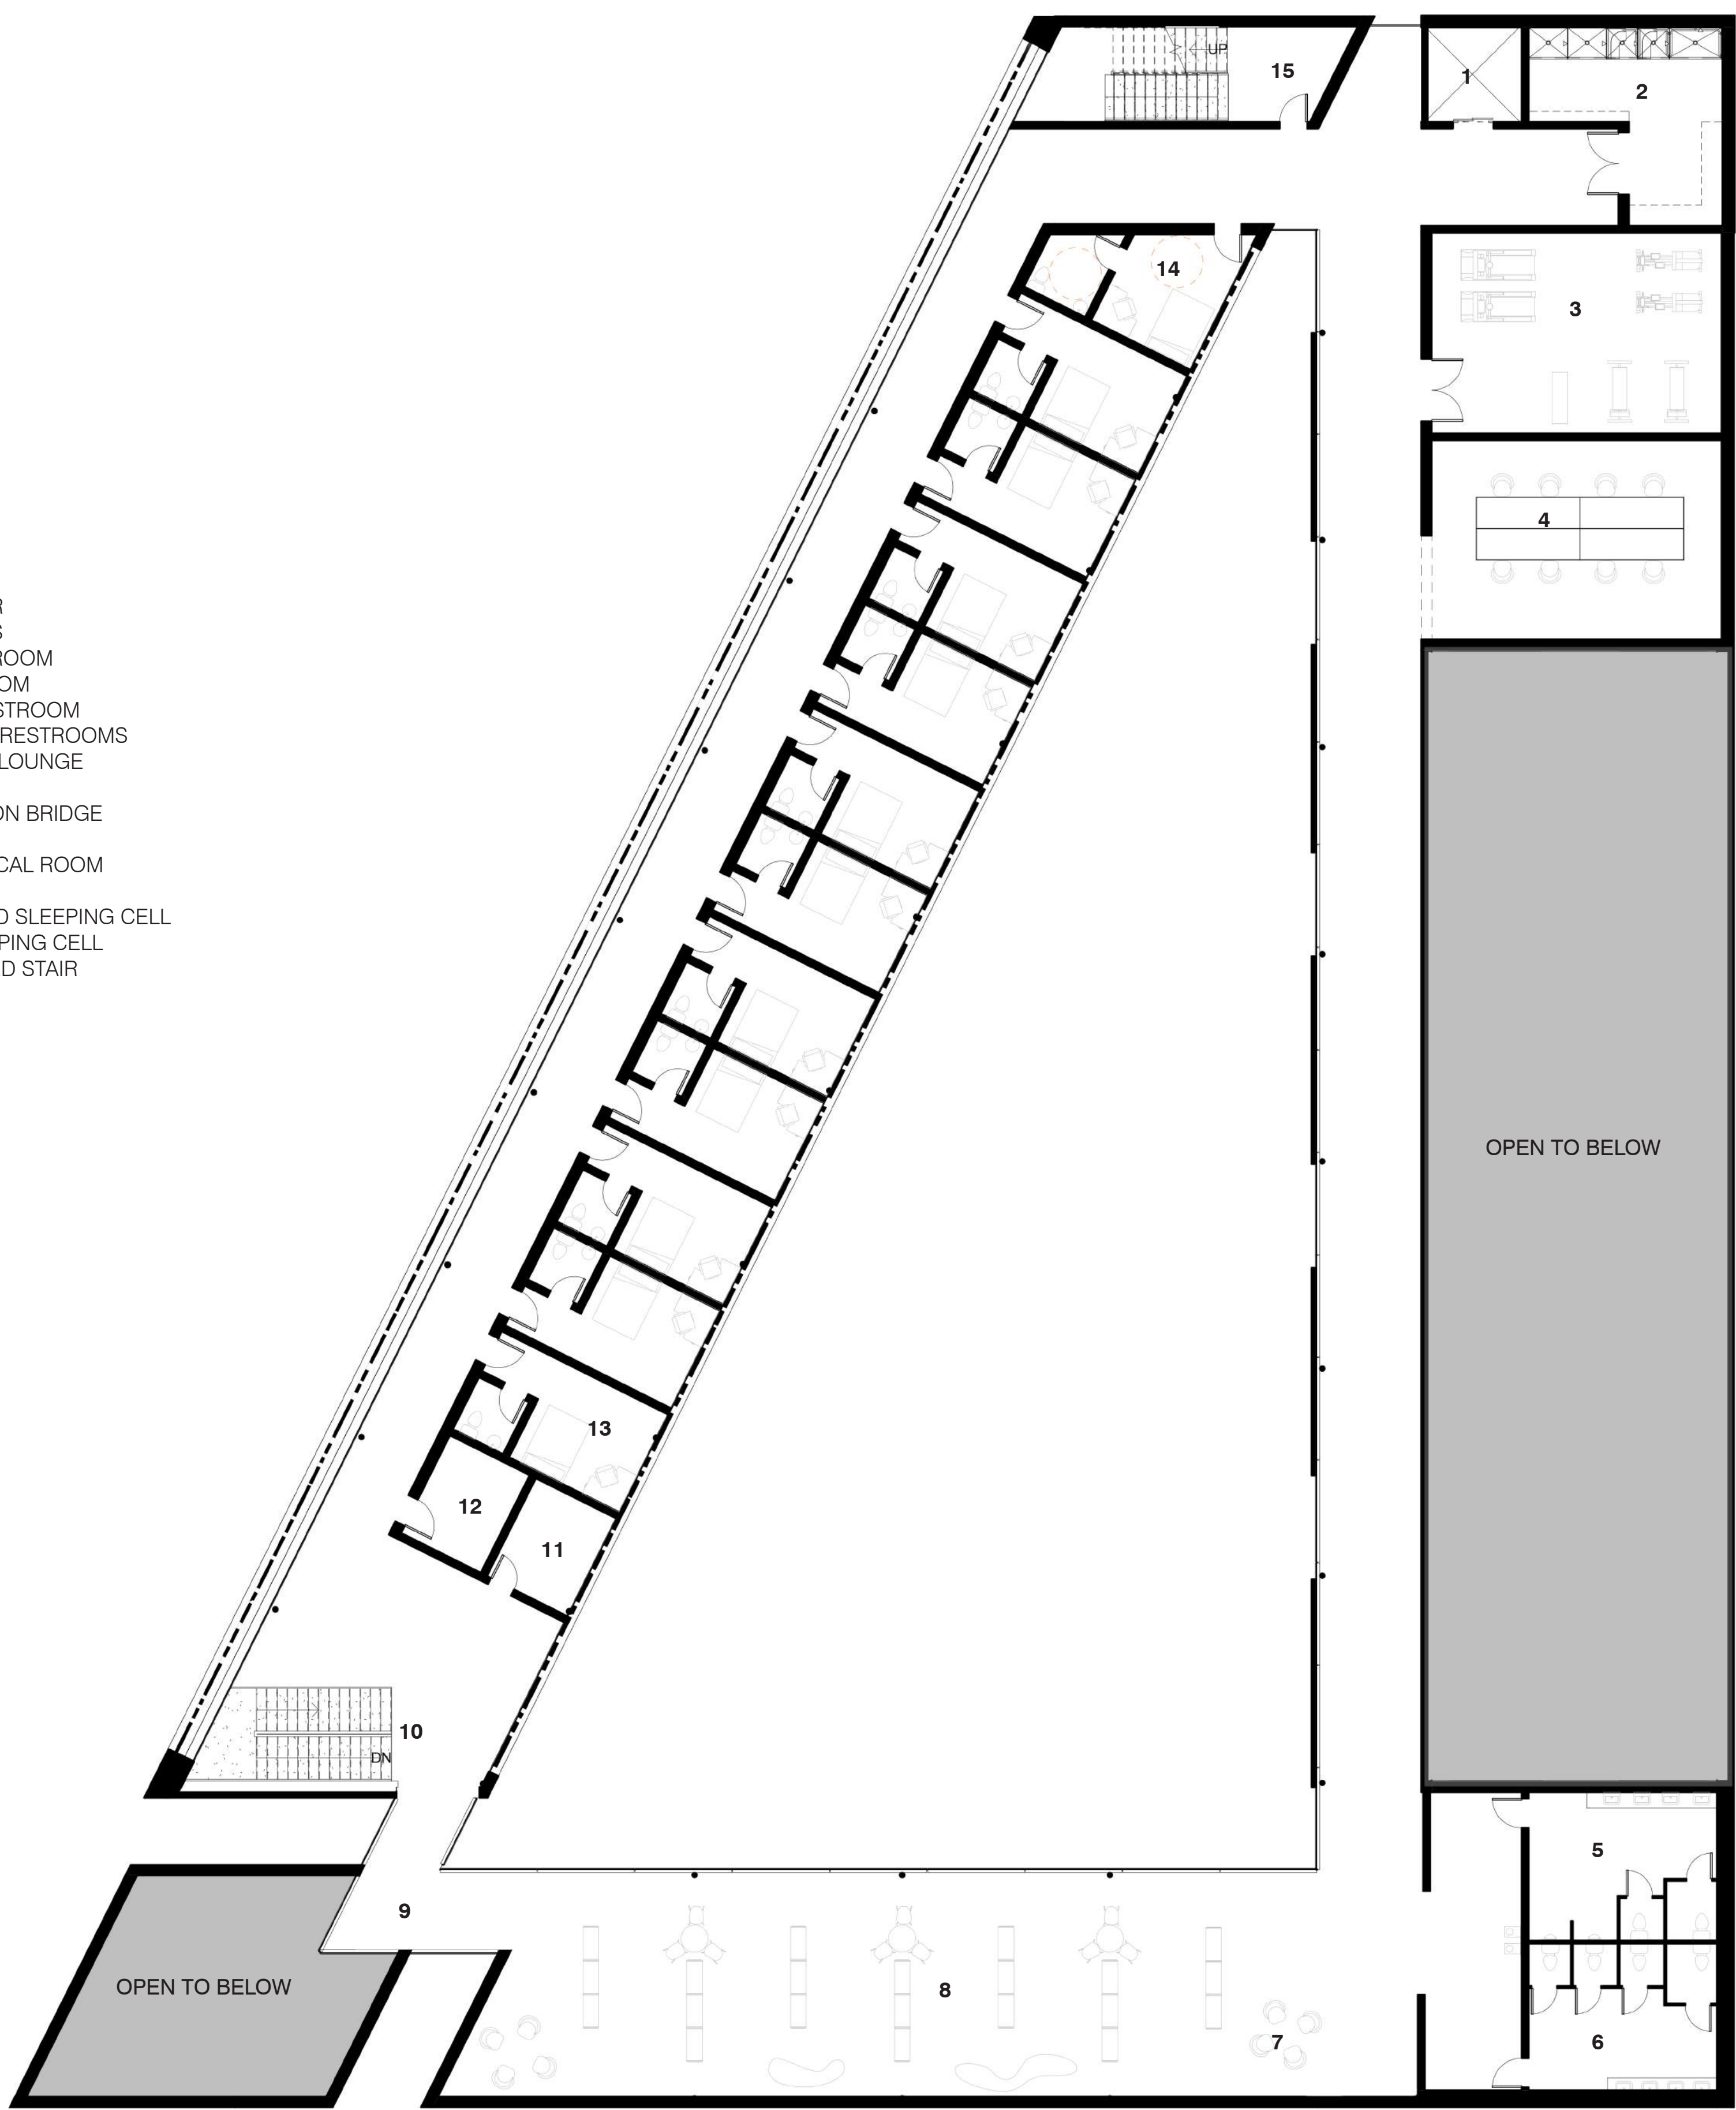 UP
15
1
2
14
3
4
R
S
ROOM
OM
STROOM
RESTROOMS
LOUNGE
ON BRIDGE
CAL ROOM
D SLEEPING CELL
PING CELL
D STAIR
OPEN TO BELOW
13
12
11
10
DN
5
9
OPEN TO BELOW
8
7
6